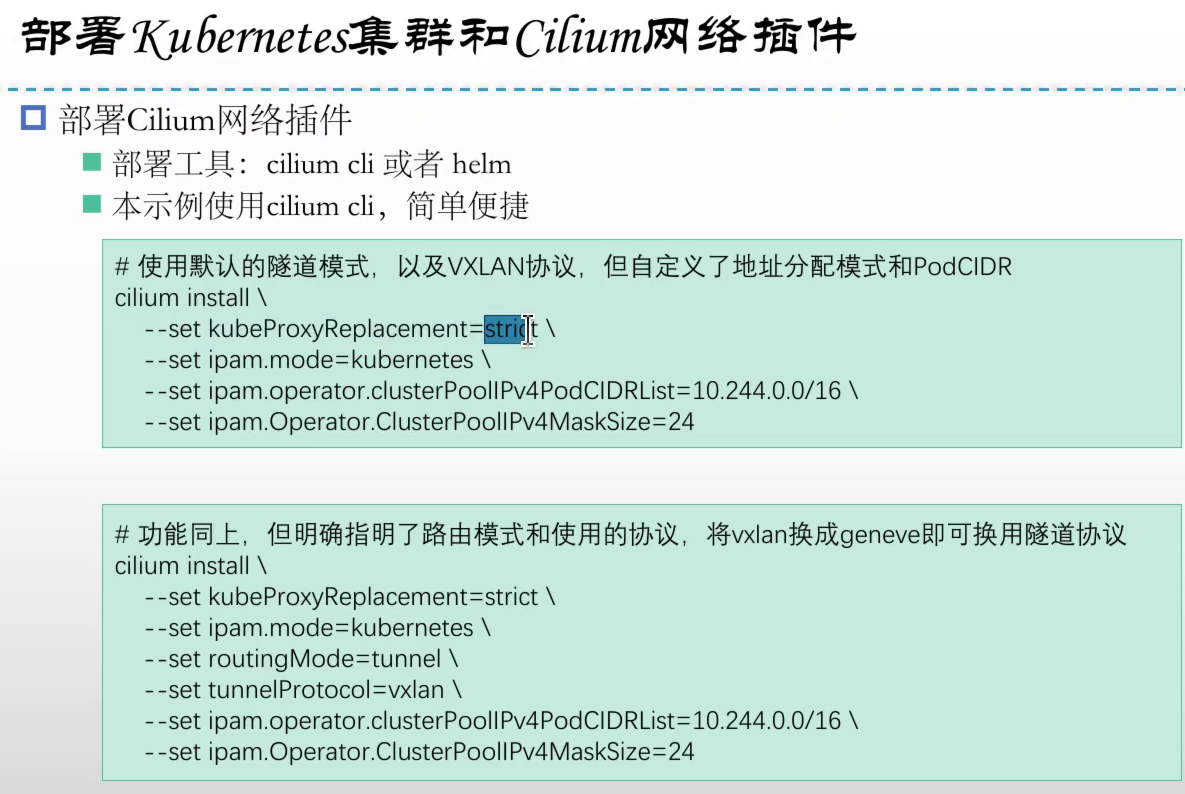 部署Kubernetes集群和Cilium网络插件
部署Cilium网络插件
部署工具：cilium cli 或者 helm
本示例使用cilium cli，简单便捷
# 使用默认的隧道模式，以及VXLAN协议，但自定义了地址分配模式和PodCIDR
cilium install \
--set kubeProxyReplacement=strict \
--set ipam.mode=kubernetes \
--set ipam.operator.clusterPoolIPv4PodCIDRList=10.244.0.0/16 \
--set ipam.Operator.ClusterPoolIPv4MaskSize=24
# 功能同上，但明确指明了路由模式和使用的协议，将vxlan换成geneve即可换用隧道协议
cilium install \
--set kubeProxyReplacement=strict \
--set ipam.mode=kubernetes \
--set routingMode=tunnel \
--set tunnelProtocol=vxlan \
--set ipam.operator.clusterPoolIPv4PodCIDRList=10.244.0.0/16 \
--set ipam.Operator.ClusterPoolIPv4MaskSize=24